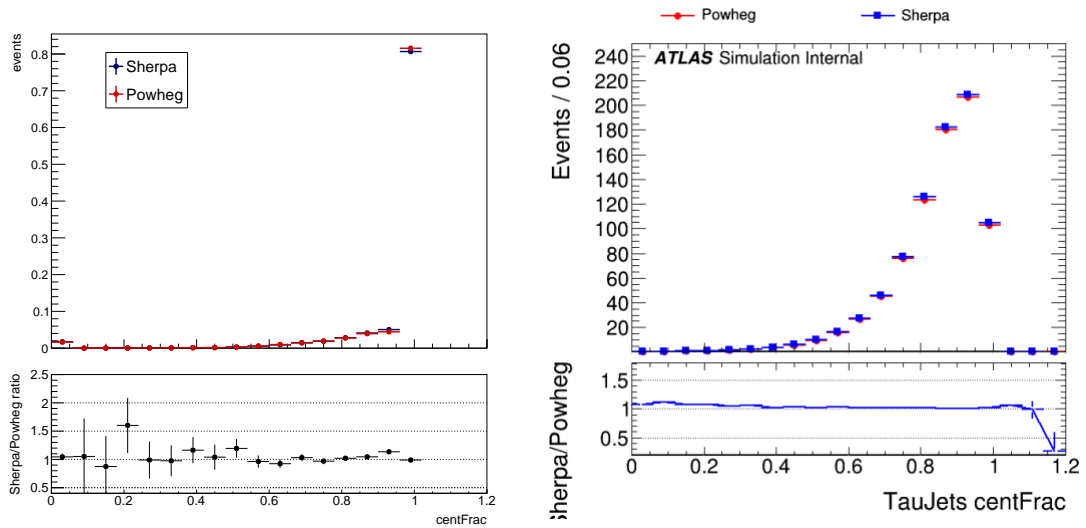 events
0.8
0.7
0.6
0.5
0.4
0.3
0.2
0.1
0
Sherpa
Powheg
Sherpa/Powheg ratio
2.5
2
1.5
1
0.5
0 0.2 0.4 0.6 0.8 1 1.2
centFrac
Powheg Sherpa
ATLAS Simulation Internal
Events / 0.06
240
220
200
180
160
140
120
100
80
60
40
20
Sherpa/Powheg
1.5
1
0.5
0 0.2 0.4 0.6 0.8 1 1.2
TauJets centFrac